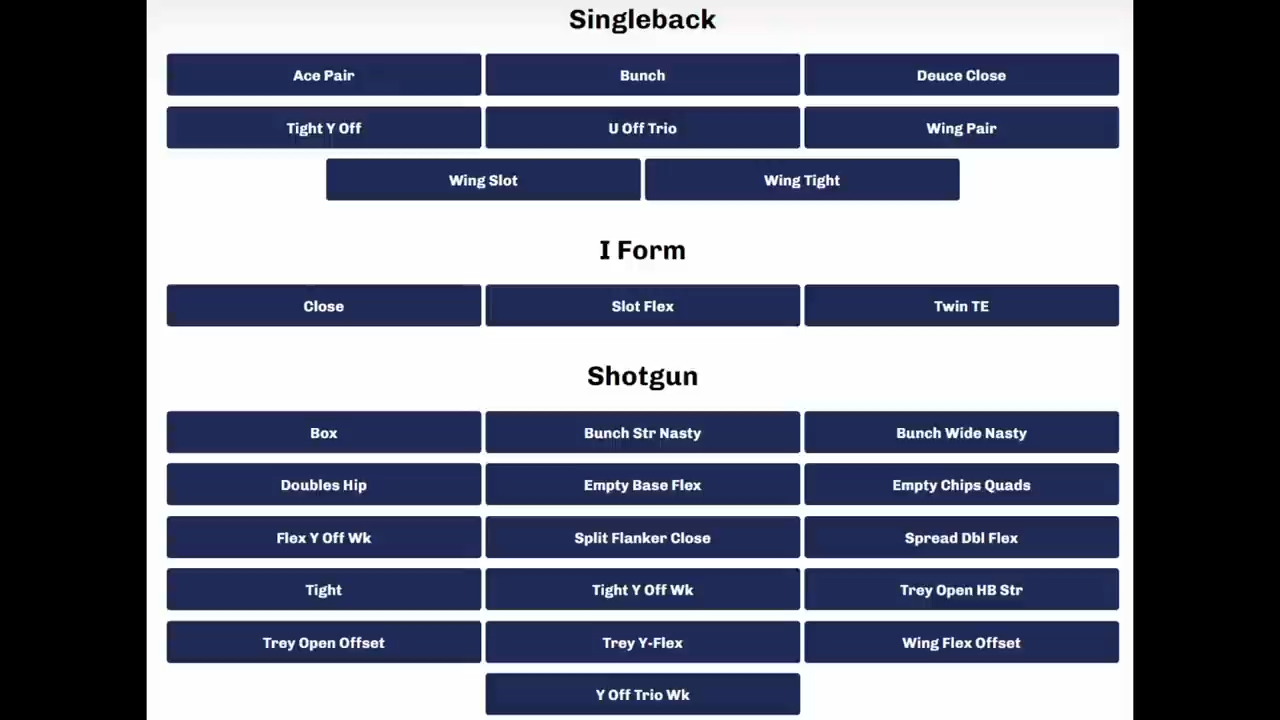 Singleback
Ace Pair Bunch Deuce Close
Tight Y Off U Off Trio Wing Pair
Wing Slot Wing Tight
I Form
Close Slot Flex Twin TE
Shotgun
Box Bunch Str Nasty Bunch Wide Nasty
Doubles Hip Empty Base Flex Empty Chips Quads
Flex Y Off Wk Split Flanker Close Spread Dbl Flex
Tight Tight Y Off Wk Trey Open HB Str
Trey Open Offset Trey Y-Flex Wing Flex Offset
Y Off Trio Wk